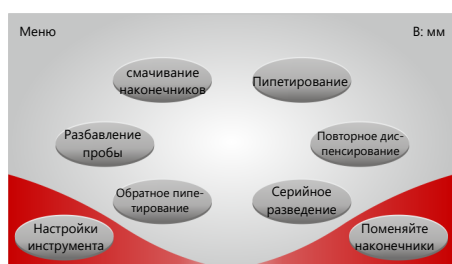 Меню
В: мм
смачивание
наконечников
Пипетирование
Разбавление
пробы
Повторное дис-
пенсирование
Обратное пипе-
тирование
Серийное
разведение
Настройки
инструмента
Поменяйте
наконечники